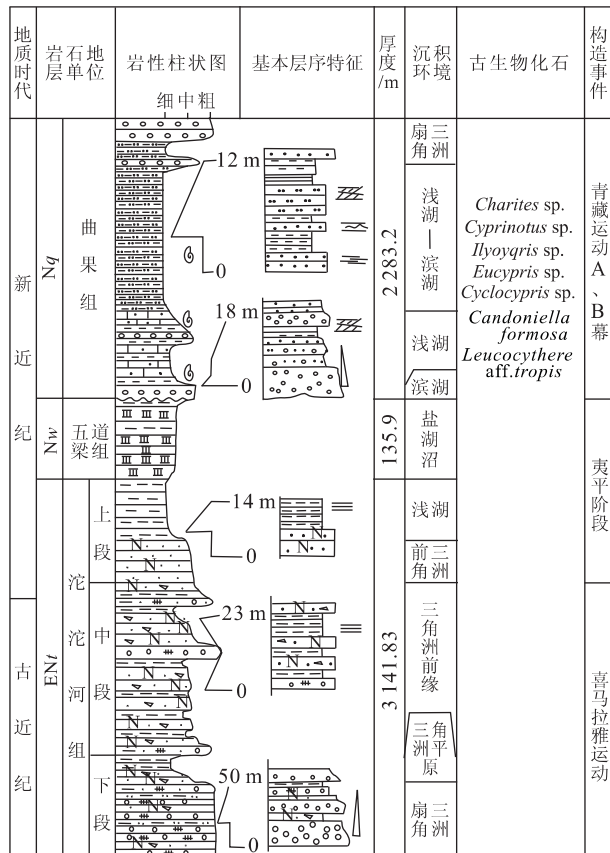 地质时代
岩石地层单位
岩性柱状图
细中粗
基本层序特征
厚度/m
沉积环境
古生物化石
构造事件
新近纪
古近纪
Nq
曲果组
Nw
五道梁组
ENt
沱沱河组
上段
中段
下段
12 m
0
18 m
0
14 m
0
N
N
N
N
23 m
0
50 m
0
2 283.2
135.9
3 141.83
扇三角洲
浅湖—滨湖
浅湖
滨湖
盐湖沼
浅湖
前三角洲
三角洲前缘
三角洲平原
扇三角洲
Charites sp.
Cyprinotus sp.
Ilyoyqris sp.
Eucypris sp.
Cyclocypris sp.
Candoniella
formosa
Leucocythere
aff.tropis
青藏运动A、B幕
夷平阶段
喜马拉雅运动